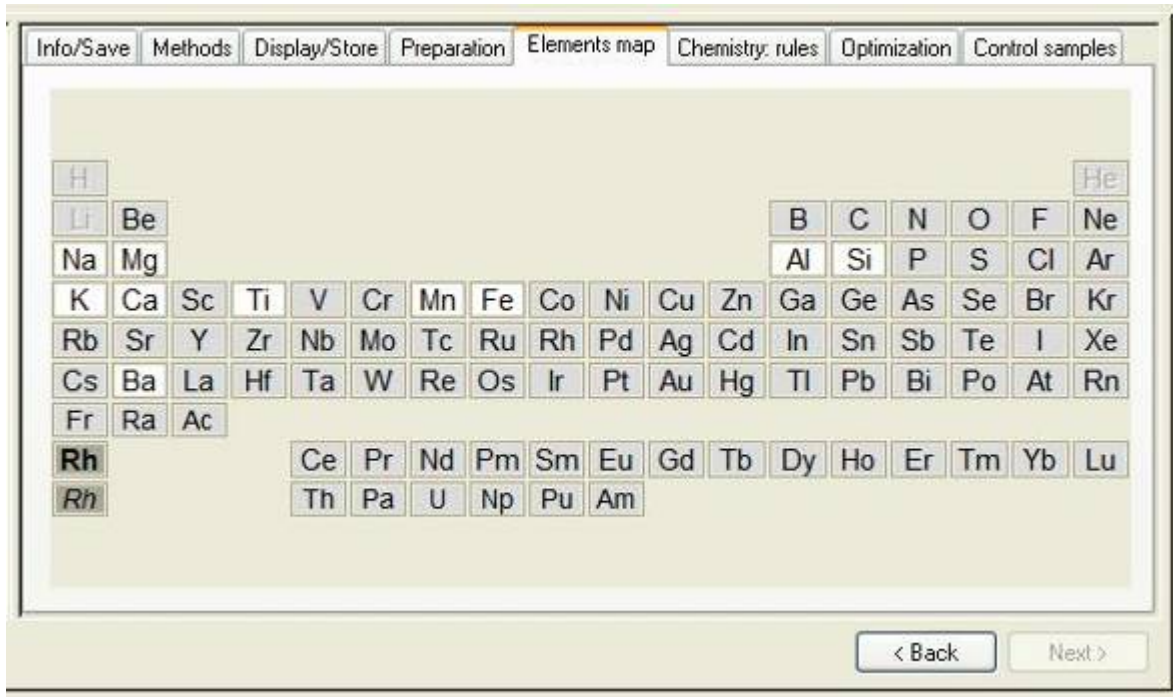 Info/Save Methods Display/Store Preparation Elements map Chemistry: rules Optimization Control samples
H He
Li Be B C N O F Ne
Na Mg Al Si P S Cl Ar
K Ca Sc Ti V Cr Mn Fe Co Ni Cu Zn Ga Ge As Se Br Kr
Rb Sr Y Zr Nb Mo Tc Ru Rh Pd Ag Cd In Sn Sb Te I Xe
Cs Ba La Hf Ta W Re Os Ir Pt Au Hg Tl Pb Bi Po At Rn
Fr Ra Ac
Rh Ce Pr Nd Pm Sm Eu Gd Tb Dy Ho Er Tm Yb Lu
Rh Th Pa U Np Pu Am
< Back Next >